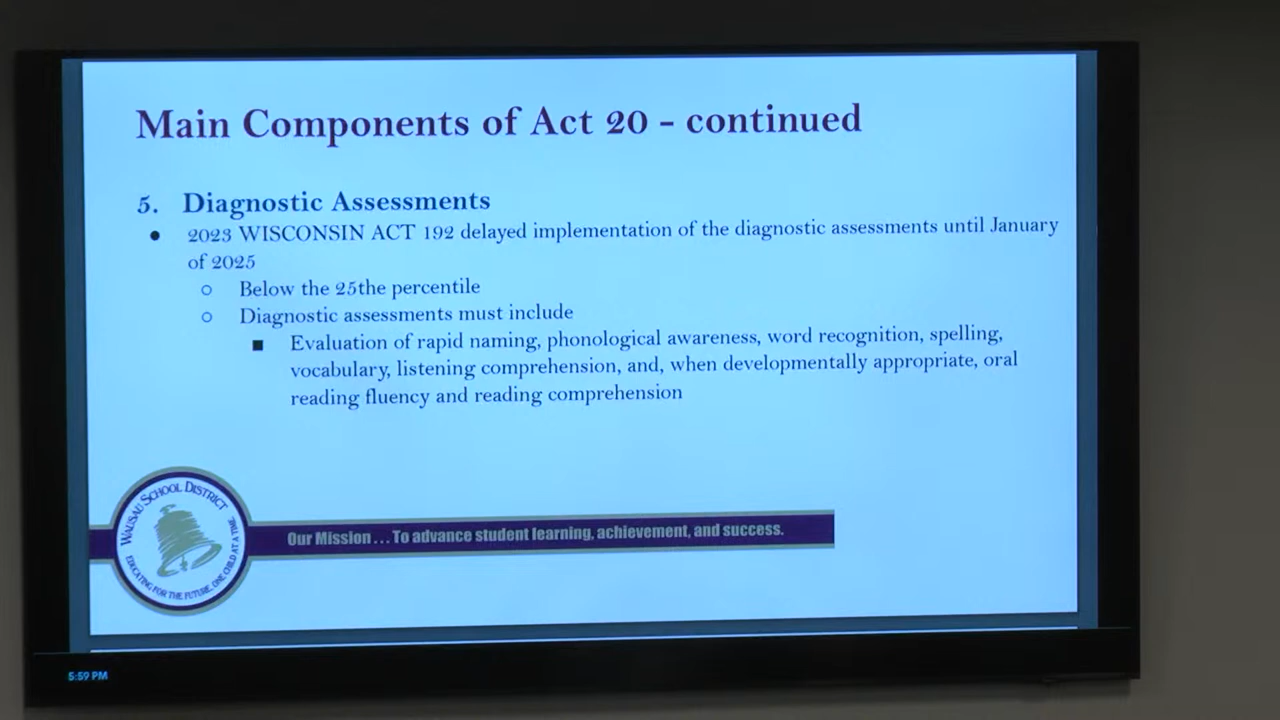 Main Components of Act 20 - continued
5. Diagnostic Assessments
● 2023 WISCONSIN ACT 192 delayed implementation of the diagnostic assessments until January
of 2025
○ Below the 25the percentile
○ Diagnostic assessments must include
■ Evaluation of rapid naming, phonological awareness, word recognition, spelling,
vocabulary, listening comprehension, and, when developmentally appropriate, oral
reading fluency and reading comprehension
WAUSAU SCHOOL DISTRICT
EDUCATING FOR THE FUTURE, ONE CHILD AT A TIME
Our Mission . . . To advance student learning, achievement, and success.
5:59 PM